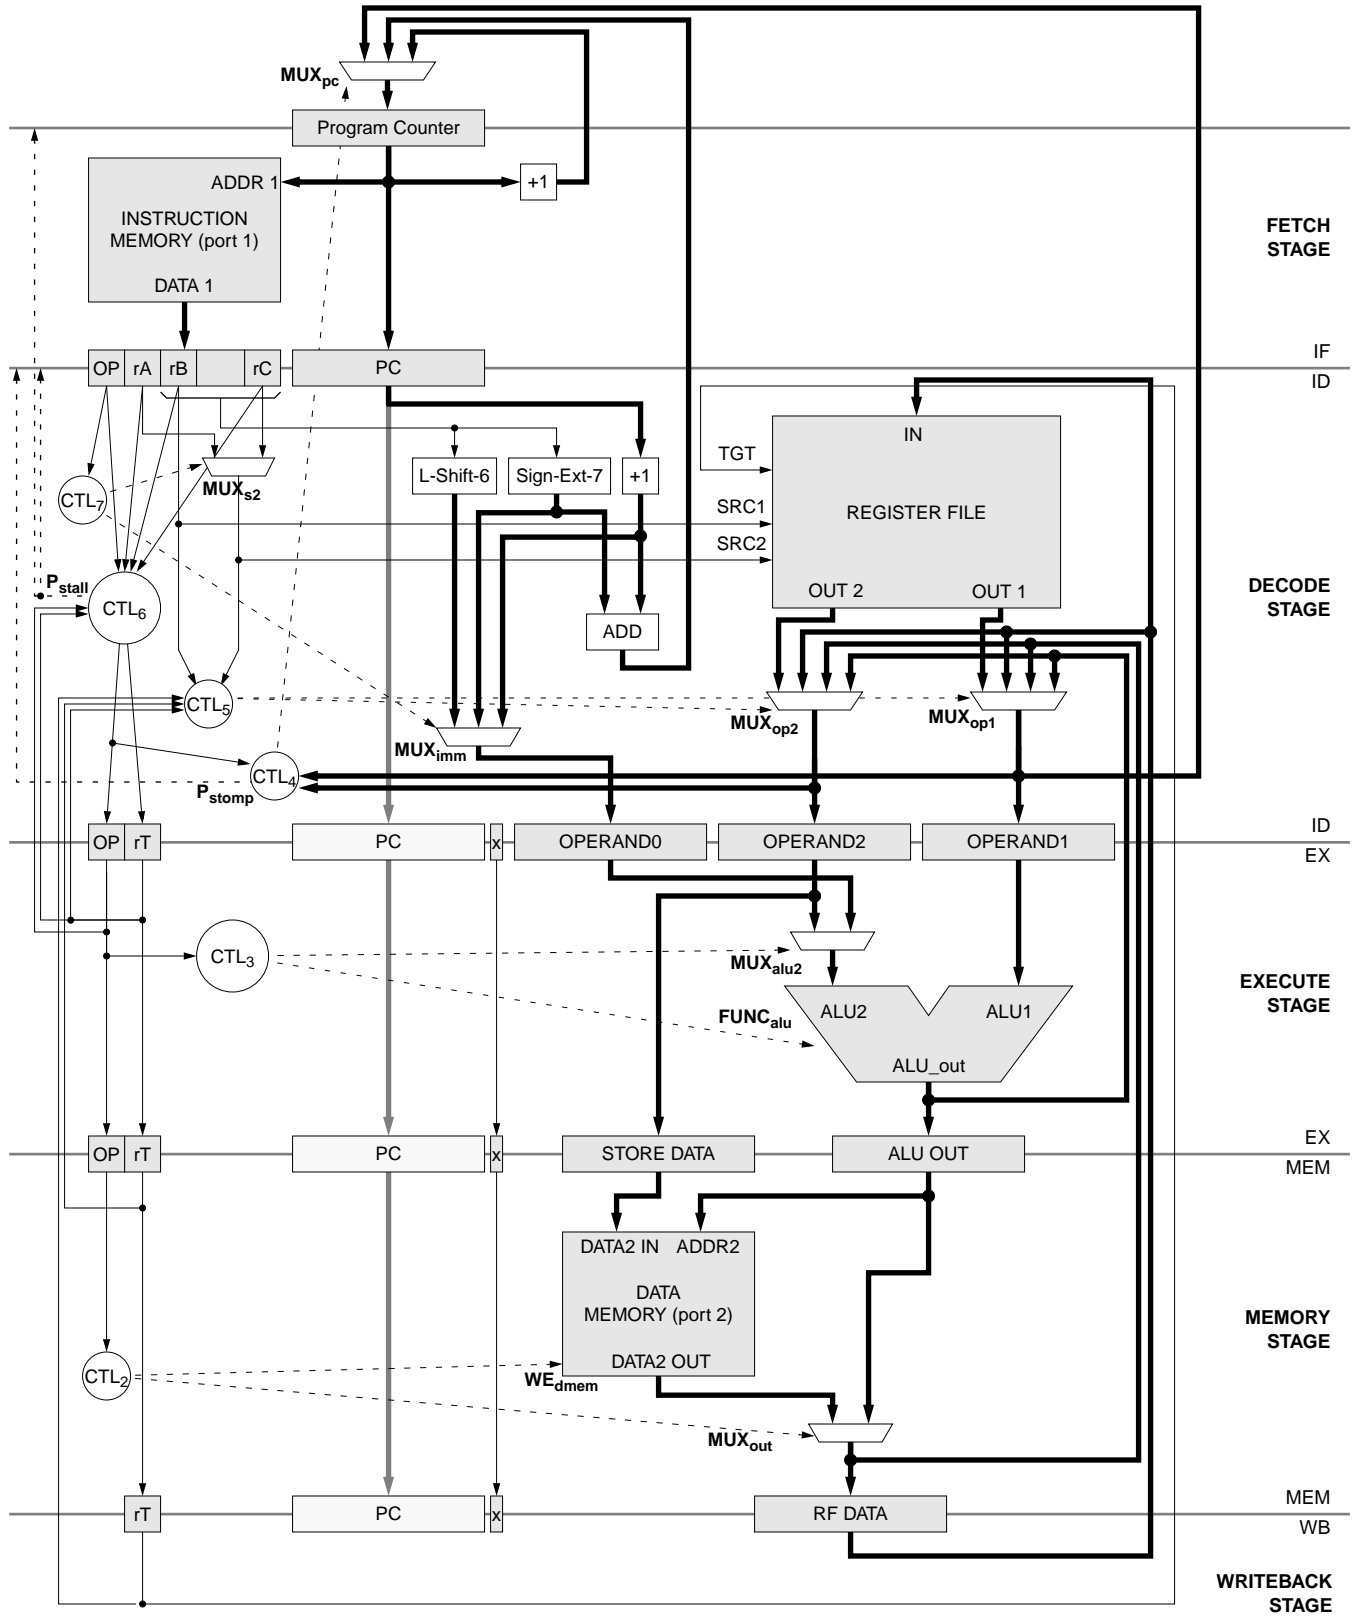 MUXpc
Program Counter
ADDR 1
+1
INSTRUCTION
MEMORY (port 1)
DATA 1
FETCH
STAGE
OP
rA
rB
rC
PC
IF
ID
IN
TGT
L-Shift-6
Sign-Ext-7
+1
CTL7
MUXs2
SRC1
REGISTER FILE
SRC2
Pstall
OUT 2
OUT 1
DECODE
STAGE
CTL6
ADD
CTL5
MUXop2
MUXop1
MUXimm
CTL4
Pstomp
OP
rT
PC
x
OPERAND0
OPERAND2
OPERAND1
ID
EX
CTL3
MUXalu2
EXECUTE
STAGE
FUNCalu
ALU2
ALU1
ALU_out
OP
rT
PC
x
STORE DATA
ALU OUT
EX
MEM
DATA2 IN
ADDR2
DATA
MEMORY (port 2)
MEMORY
STAGE
DATA2 OUT
CTL2
WEdmem
MUXout
rT
PC
x
RF DATA
MEM
WB
WRITEBACK
STAGE